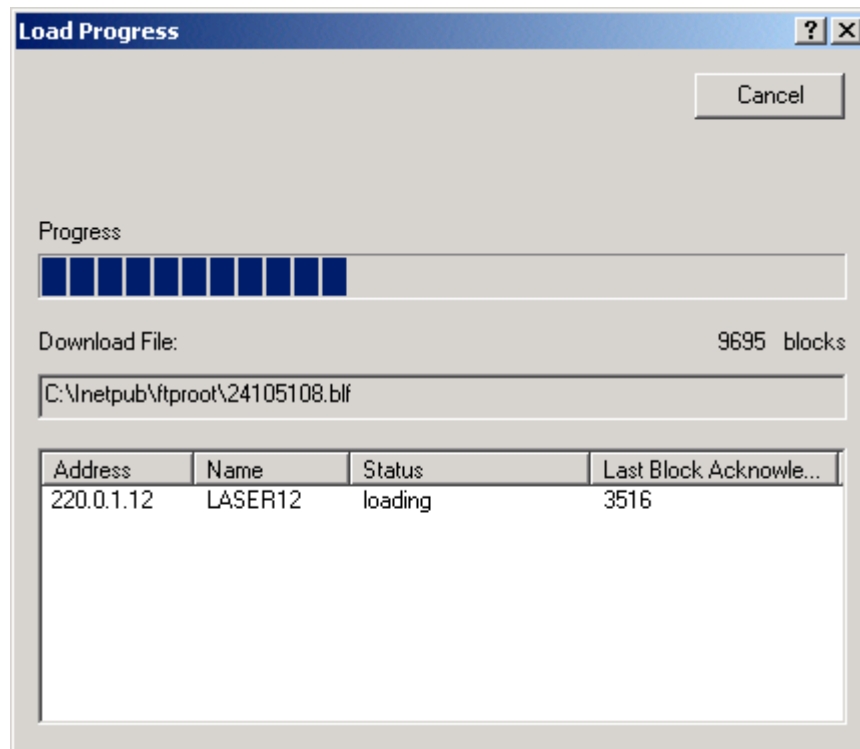 Load Progress
Cancel
Progress
Download File: 9695 blocks
C:\Inetpub\ftproot\24105108.blf
Address Name Status Last Block Acknowle...
220.0.1.12 LASER12 loading 3516